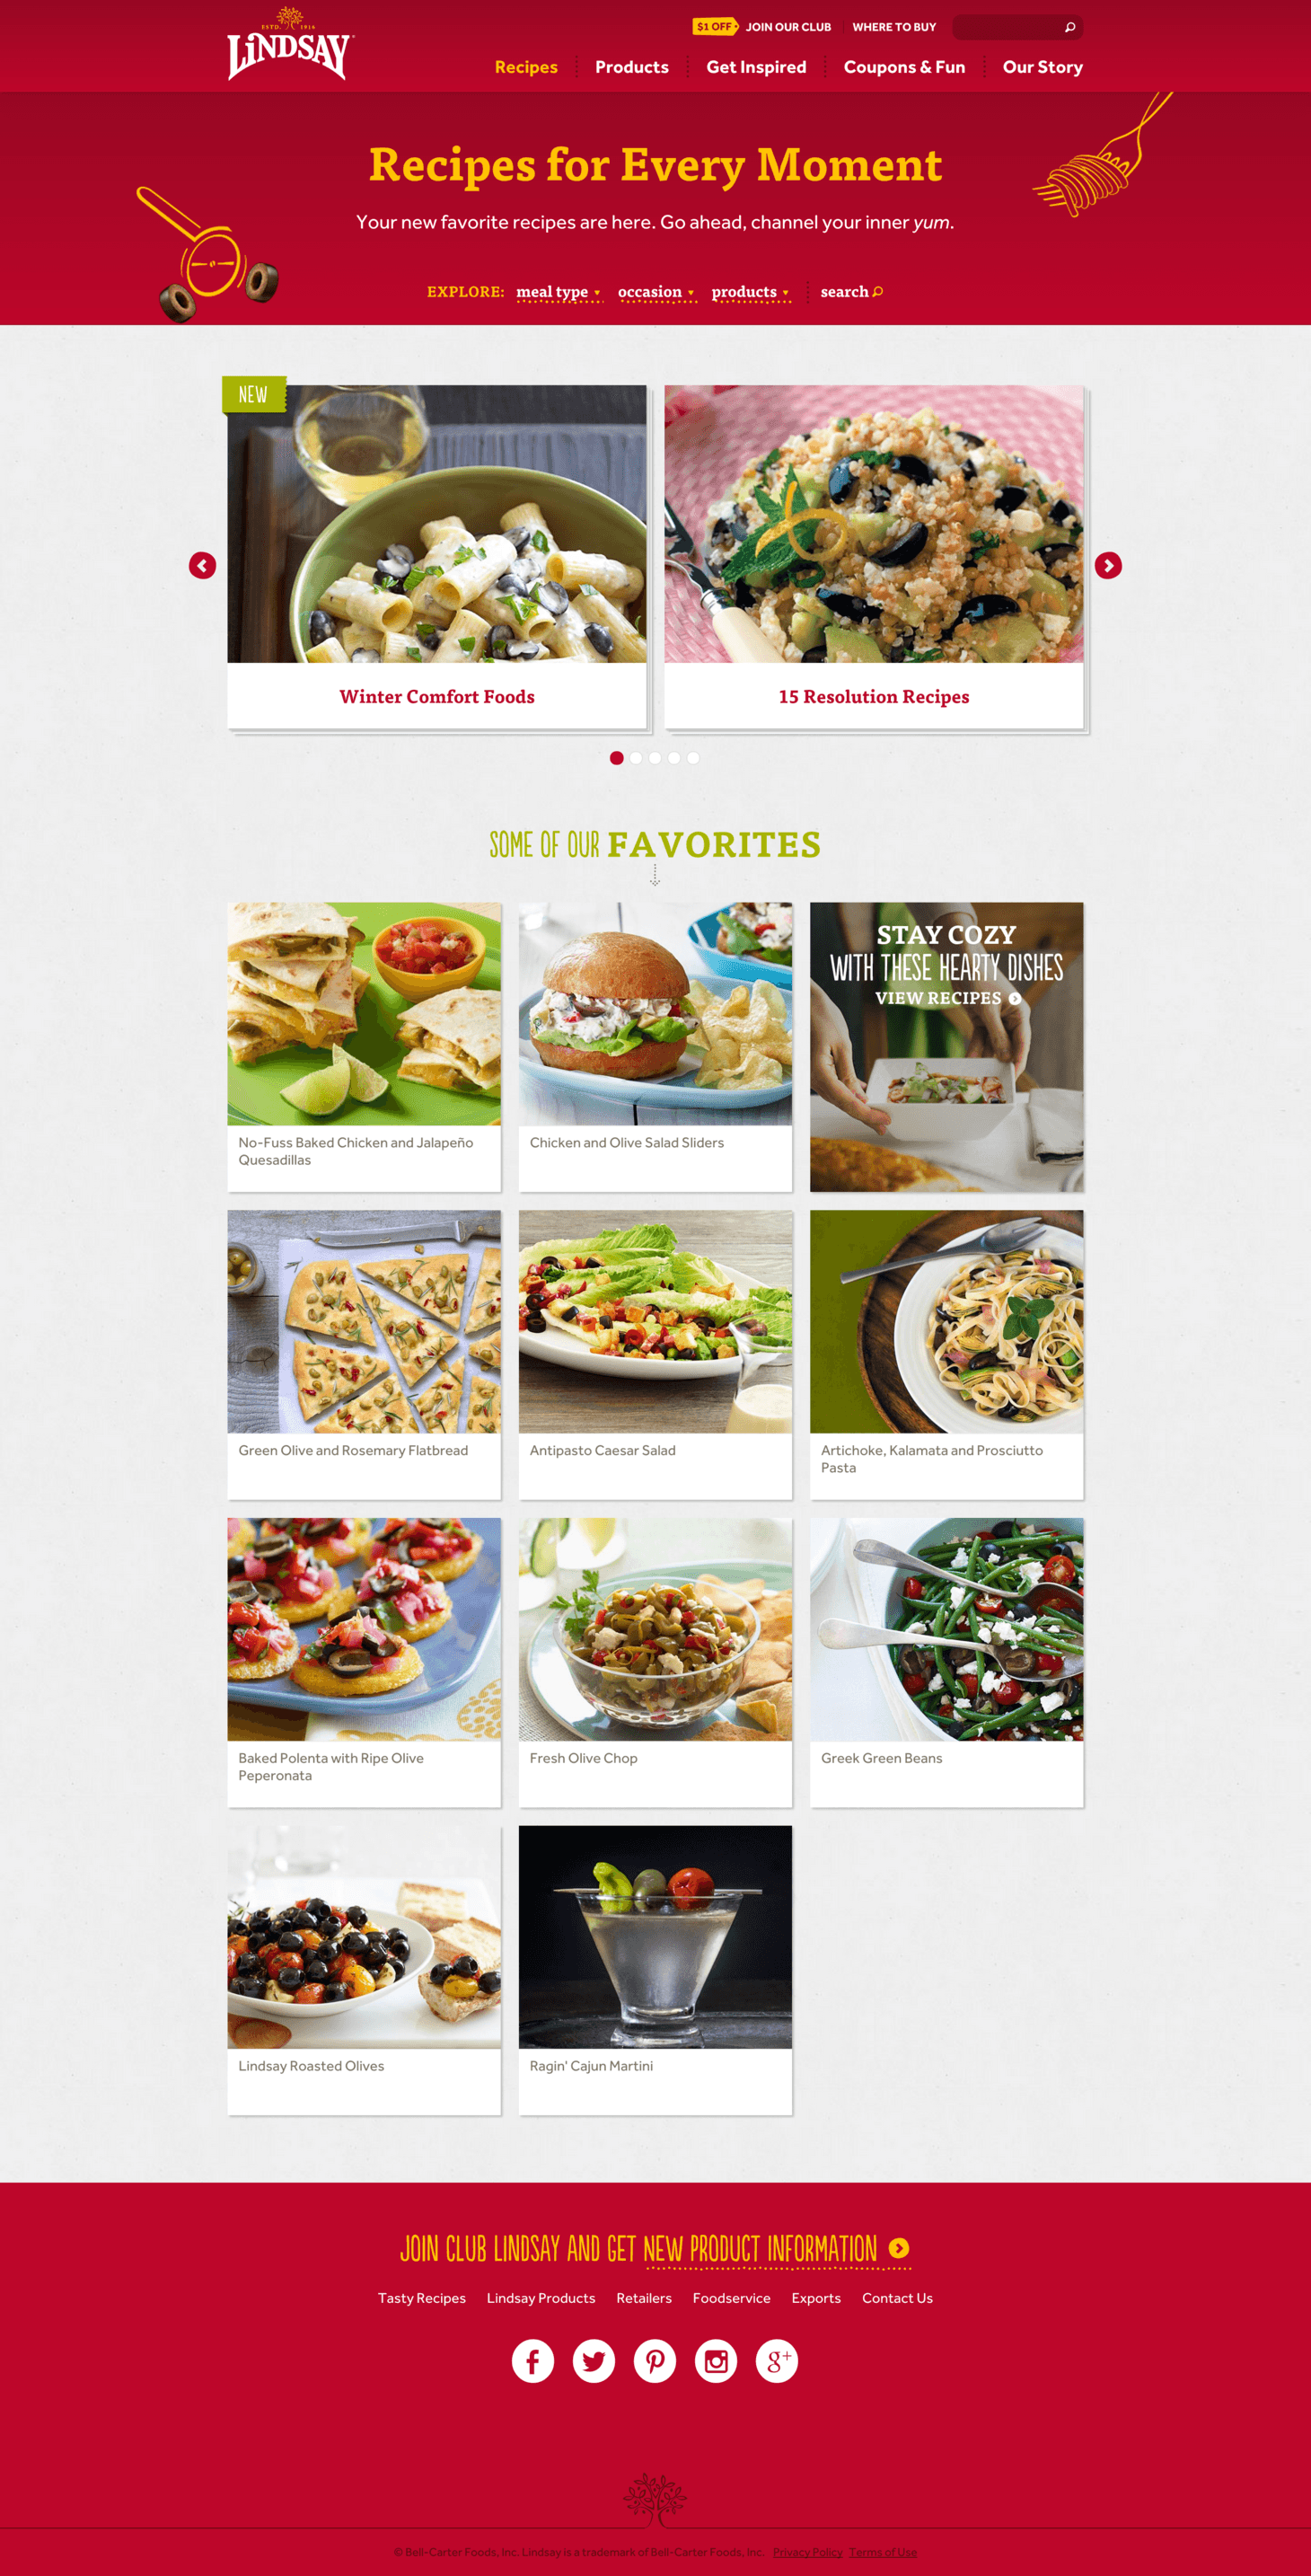 ESTD. 1916
LINDSAY
$1 OFF JOIN OUR CLUB WHERE TO BUY
Recipes Products Get Inspired Coupons & Fun Our Story
Recipes for Every Moment
Your new favorite recipes are here. Go ahead, channel your inner yum.
EXPLORE: meal type occasion products search
NEW
Winter Comfort Foods
15 Resolution Recipes
SOME OF OUR FAVORITES
STAY COZY
WITH THESE HEARTY DISHES
VIEW RECIPES
No-Fuss Baked Chicken and Jalapeño
Quesadillas
Chicken and Olive Salad Sliders
Green Olive and Rosemary Flatbread
Antipasto Caesar Salad
Artichoke, Kalamata and Prosciutto
Pasta
Baked Polenta with Ripe Olive
Peperonata
Fresh Olive Chop
Greek Green Beans
Lindsay Roasted Olives
Ragin' Cajun Martini
JOIN CLUB LINDSAY AND GET NEW PRODUCT INFORMATION
Tasty Recipes Lindsay Products Retailers Foodservice Exports Contact Us
© Bell-Carter Foods, Inc. Lindsay is a trademark of Bell-Carter Foods, Inc. Privacy Policy Terms of Use